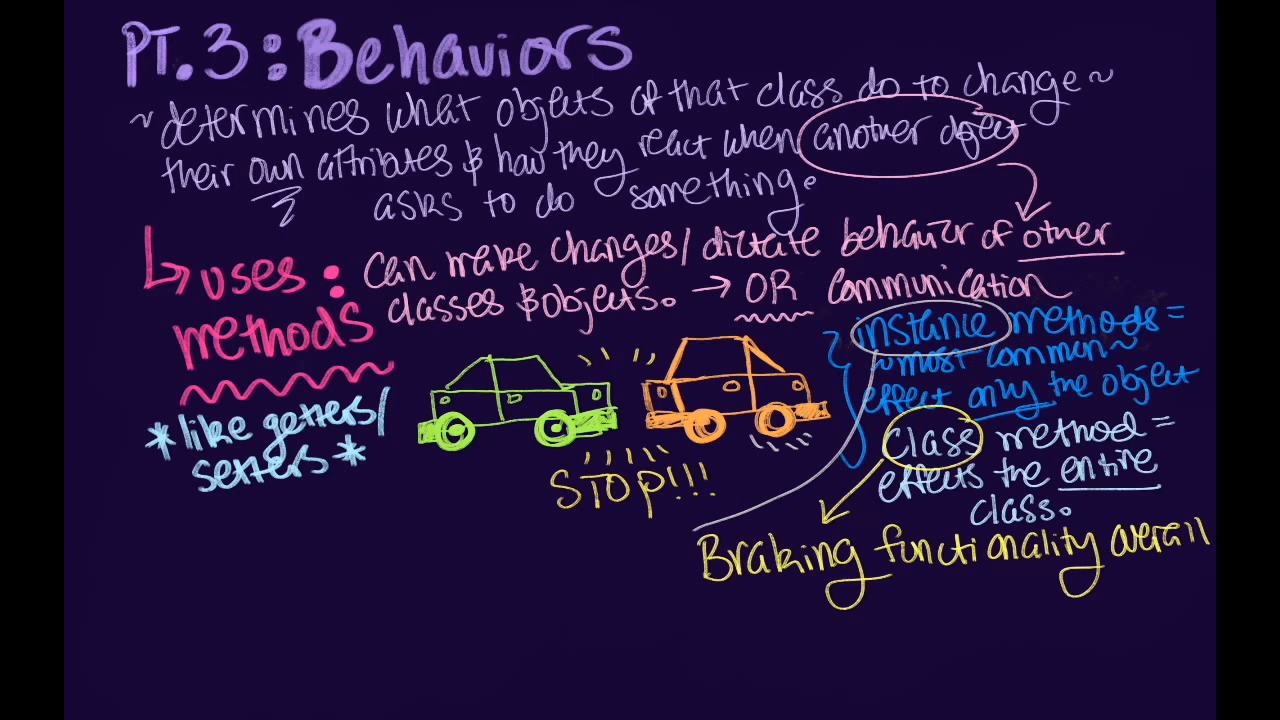 PT. 3: Behaviors
~determines what objects of that class do to change~
their own attributes & how they react when another object
asks to do something.
uses: can make changes/dictate behavior of other
classes & objects. → OR communication
methods
*like getters/
setters*
instance methods =
~most common~
effect only the object
class method =
effects the entire
class.
STOP!!!
Braking functionality overall